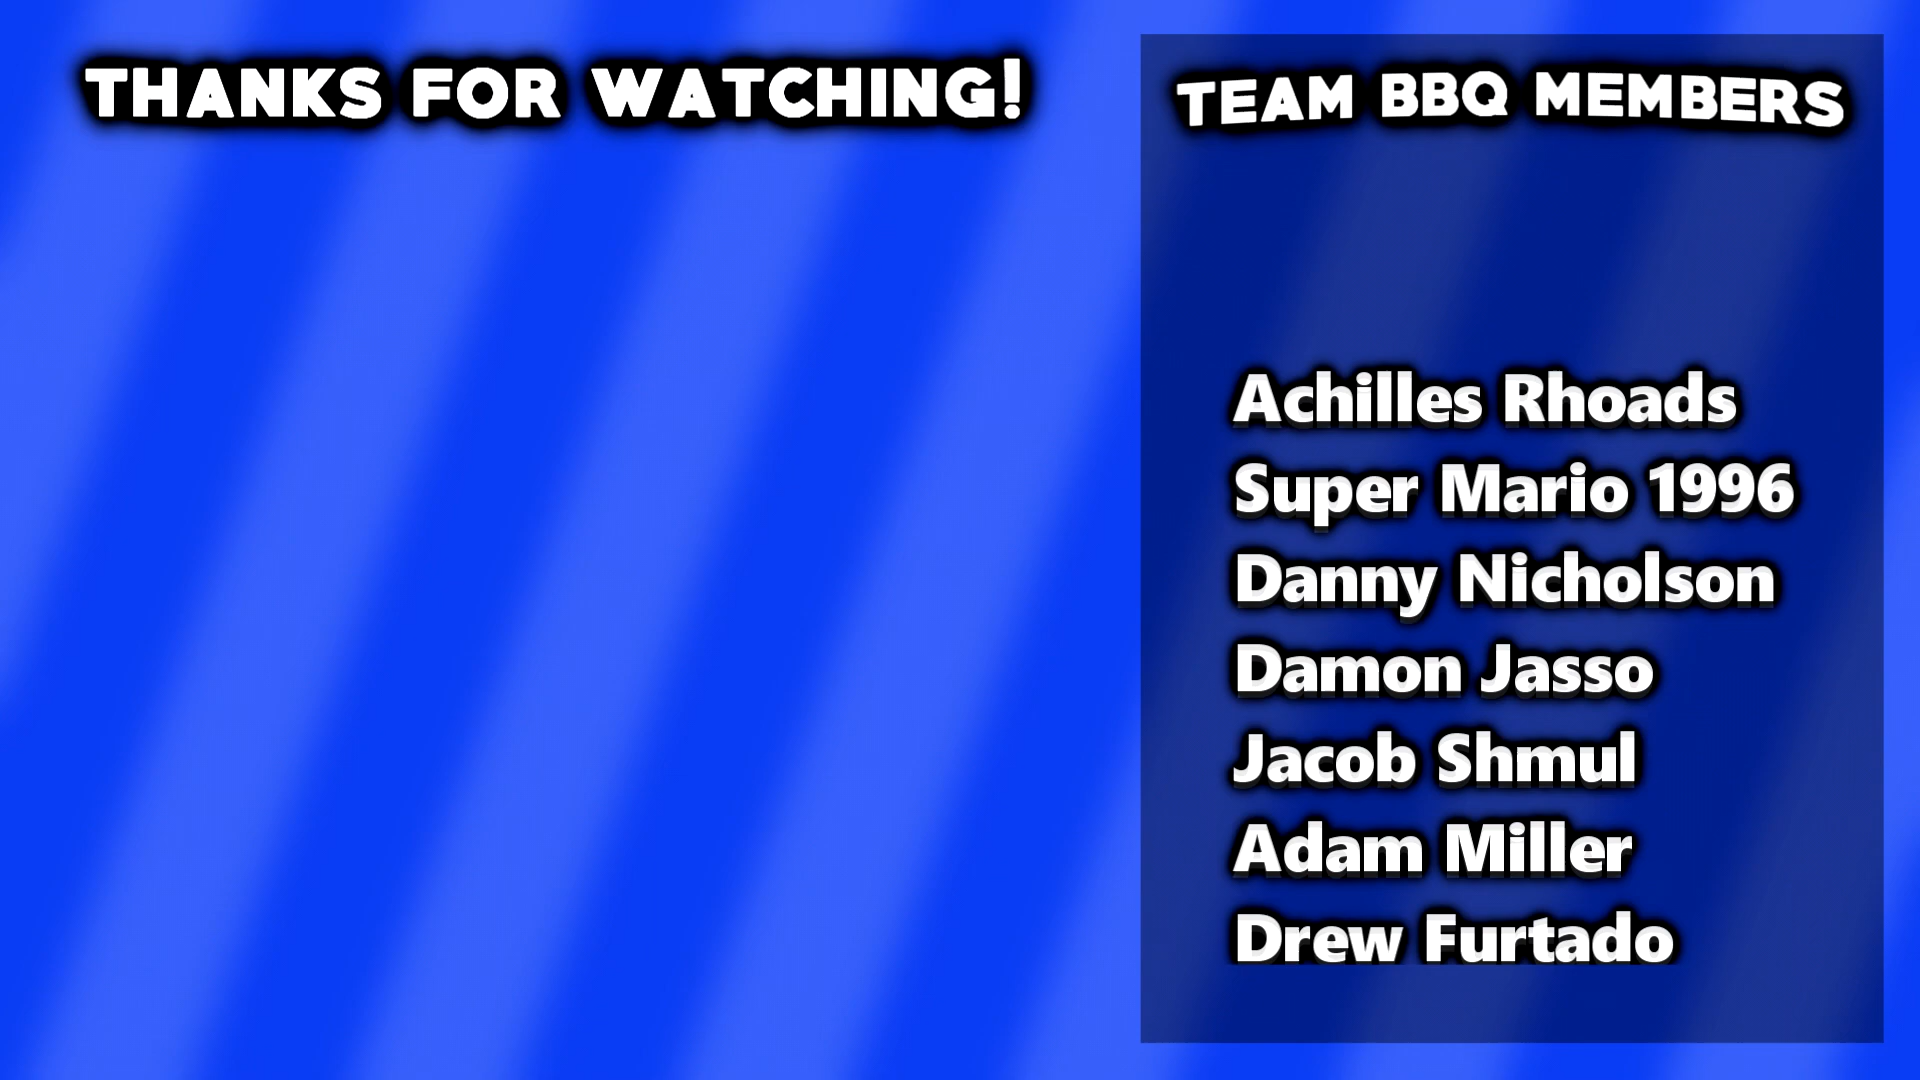 THANKS FOR WATCHING!
TEAM BBQ MEMBERS
Achilles Rhoads
Super Mario 1996
Danny Nicholson
Damon Jasso
Jacob Shmul
Adam Miller
Drew Furtado